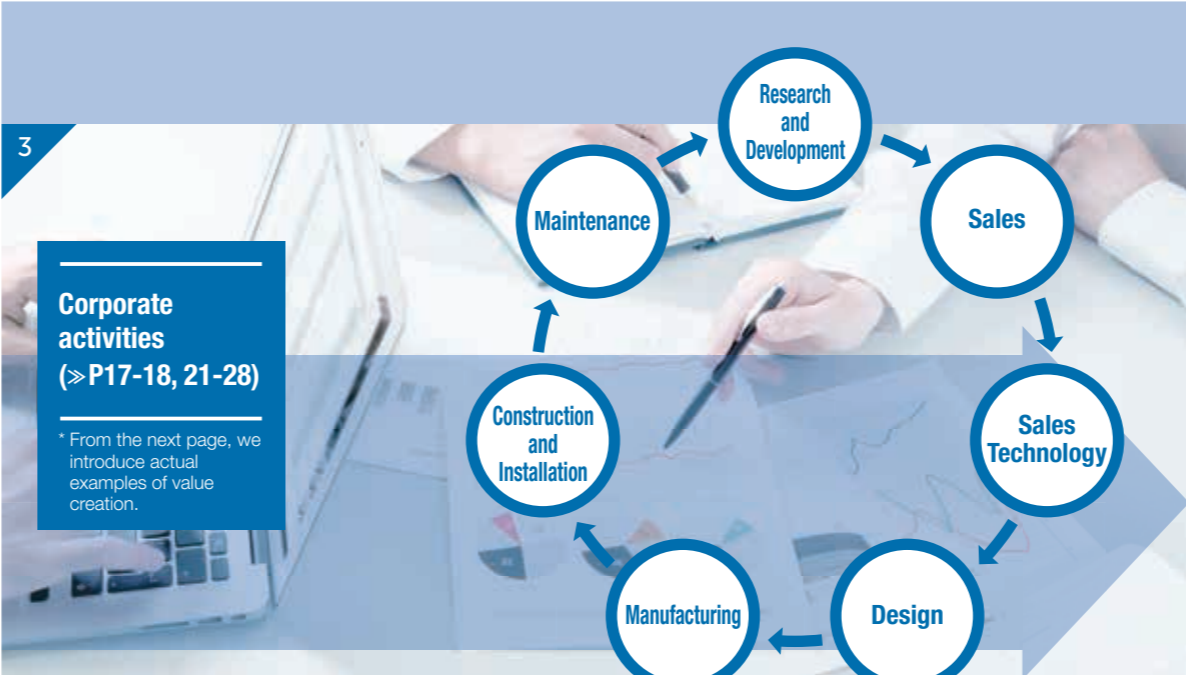 3
Corporate
activities
(≫P17-18, 21-28)
* From the next page, we
introduce actual
examples of value
creation.
Research
and
Development
Sales
Sales
Technology
Design
Manufacturing
Construction
and
Installation
Maintenance